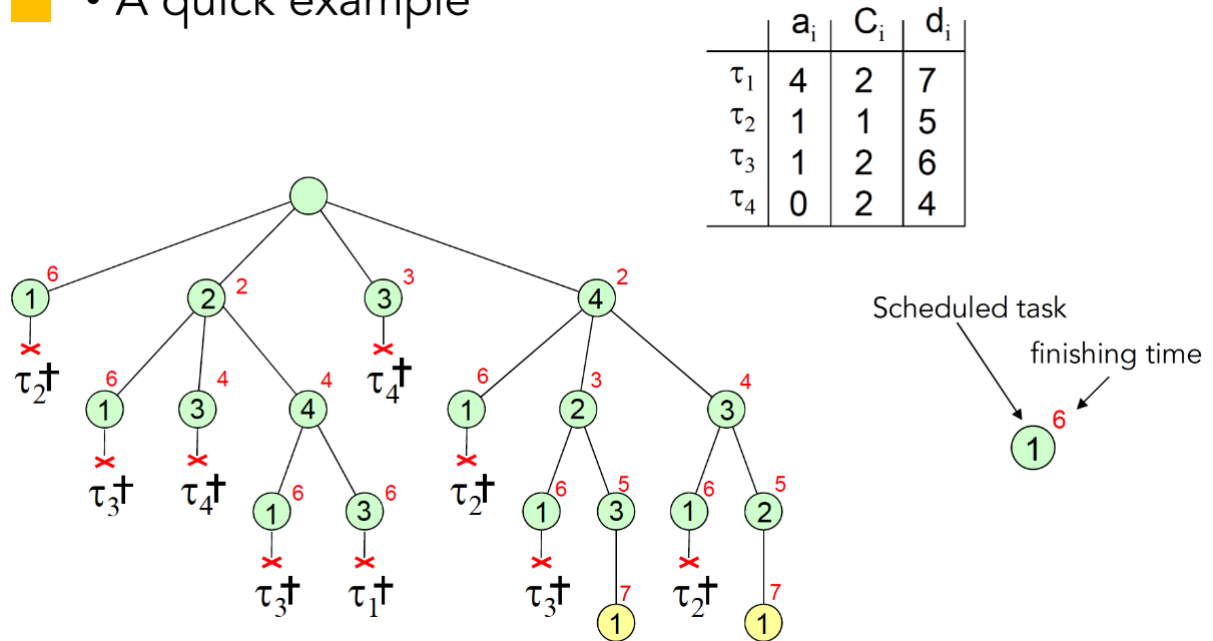 • A quick example
aᵢ Cᵢ dᵢ
τ₁ 4 2 7
τ₂ 1 1 5
τ₃ 1 2 6
τ₄ 0 2 4
6 2 3 2
1 2 3 4
τ₂† τ₄†
6 4 4 6 3 4
1 3 4 1 2 3
τ₃† τ₄† τ₂†
6 6 6 5 6 5
1 3 1 3 1 2
τ₃† τ₁† τ₃† τ₂†
7 7
1 1
Scheduled task
finishing time
6
1